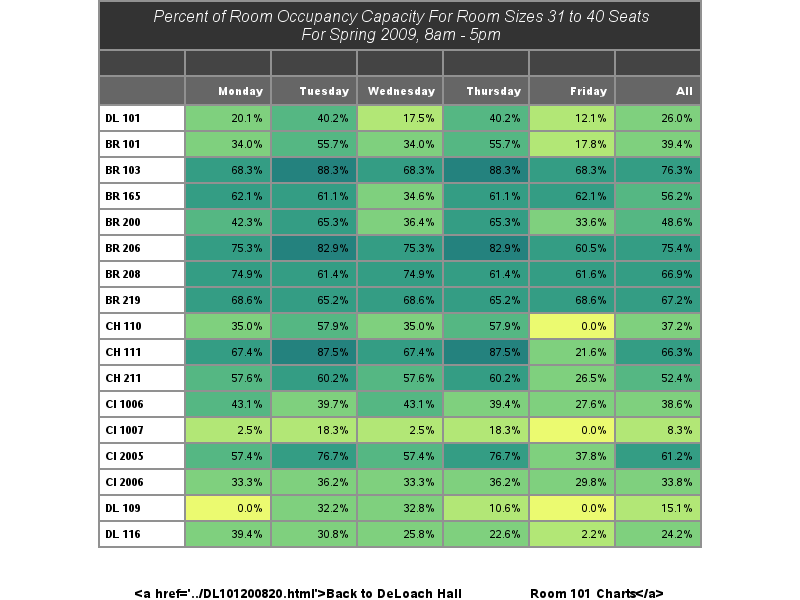 Percent of Room Occupancy Capacity For Room Sizes 31 to 40 Seats
For Spring 2009, 8am - 5pm
Monday Tuesday Wednesday Thursday Friday All
DL 101 20.1% 40.2% 17.5% 40.2% 12.1% 26.0%
BR 101 34.0% 55.7% 34.0% 55.7% 17.8% 39.4%
BR 103 68.3% 88.3% 68.3% 88.3% 68.3% 76.3%
BR 165 62.1% 61.1% 34.6% 61.1% 62.1% 56.2%
BR 200 42.3% 65.3% 36.4% 65.3% 33.6% 48.6%
BR 206 75.3% 82.9% 75.3% 82.9% 60.5% 75.4%
BR 208 74.9% 61.4% 74.9% 61.4% 61.6% 66.9%
BR 219 68.6% 65.2% 68.6% 65.2% 68.6% 67.2%
CH 110 35.0% 57.9% 35.0% 57.9% 0.0% 37.2%
CH 111 67.4% 87.5% 67.4% 87.5% 21.6% 66.3%
CH 211 57.6% 60.2% 57.6% 60.2% 26.5% 52.4%
CI 1006 43.1% 39.7% 43.1% 39.4% 27.6% 38.6%
CI 1007 2.5% 18.3% 2.5% 18.3% 0.0% 8.3%
CI 2005 57.4% 76.7% 57.4% 76.7% 37.8% 61.2%
CI 2006 33.3% 36.2% 33.3% 36.2% 29.8% 33.8%
DL 109 0.0% 32.2% 32.8% 10.6% 0.0% 15.1%
DL 116 39.4% 30.8% 25.8% 22.6% 2.2% 24.2%
<a href='../DL101200820.html'>Back to DeLoach Hall Room 101 Charts</a>